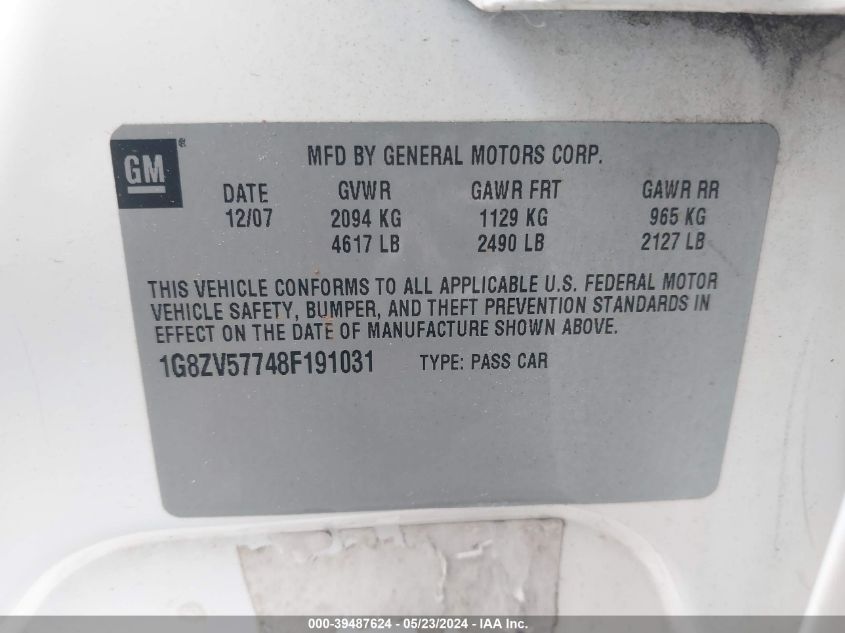 GM®
MFD BY GENERAL MOTORS CORP.
DATE GVWR GAWR FRT GAWR RR
12/07 2094 KG 1129 KG 965 KG
4617 LB 2490 LB 2127 LB
THIS VEHICLE CONFORMS TO ALL APPLICABLE U.S. FEDERAL MOTOR
VEHICLE SAFETY, BUMPER, AND THEFT PREVENTION STANDARDS IN
EFFECT ON THE DATE OF MANUFACTURE SHOWN ABOVE.
1G8ZV57748F191031 TYPE: PASS CAR
000-39487624 - 05/23/2024 - IAA Inc.